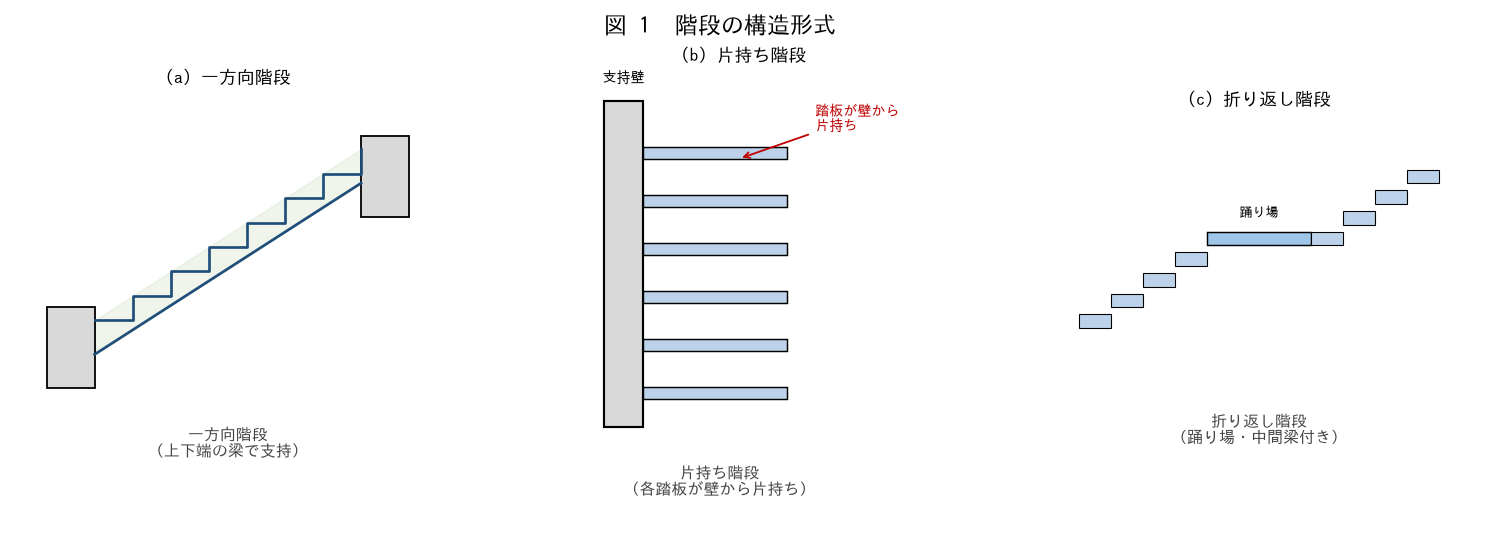 図 1　階段の構造形式
(a) 一方向階段
一方向階段
（上下端の梁で支持）
(b) 片持ち階段
支持壁
踏板が壁から
片持ち
片持ち階段
（各踏板が壁から片持ち）
(c) 折り返し階段
踊り場
折り返し階段
（踊り場・中間梁付き）